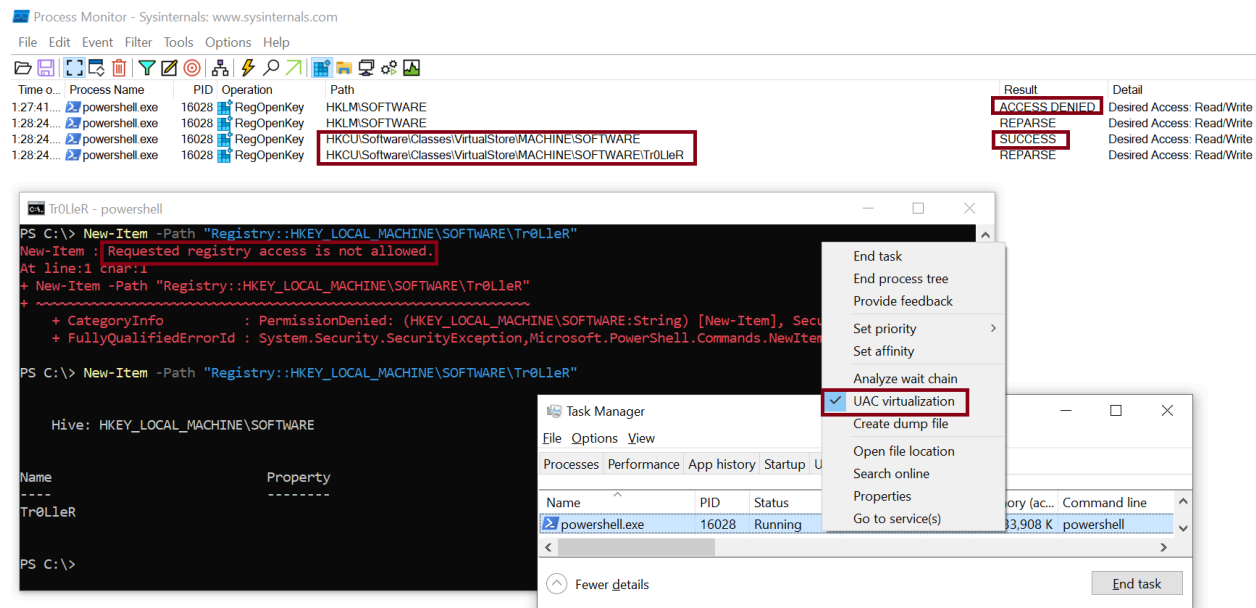 Process Monitor - Sysinternals: www.sysinternals.com
File Edit Event Filter Tools Options Help
Time o... Process Name PID Operation Path Result Detail
1:27:41.... powershell.exe 16028 RegOpenKey HKLM\SOFTWARE ACCESS DENIED Desired Access: Read/Write
1:28:24.... powershell.exe 16028 RegOpenKey HKLM\SOFTWARE REPARSE Desired Access: Read/Write
1:28:24.... powershell.exe 16028 RegOpenKey HKCU\Software\Classes\VirtualStore\MACHINE\SOFTWARE SUCCESS Desired Access: Read/Write
1:28:24.... powershell.exe 16028 RegOpenKey HKCU\Software\Classes\VirtualStore\MACHINE\SOFTWARE\Tr0LleR REPARSE Desired Access: Read/Write
Tr0LleR - powershell
PS C:\> New-Item -Path "Registry::HKEY_LOCAL_MACHINE\SOFTWARE\Tr0LleR"
New-Item : Requested registry access is not allowed.
At line:1 char:1
+ New-Item -Path "Registry::HKEY_LOCAL_MACHINE\SOFTWARE\Tr0LleR"
+ ~~~~~~~~~~~~~~~~~~~~~~~~~~~~~~~~~~~~~~~~~~~~~~~~~~~~~~~~~~~~~~
+ CategoryInfo : PermissionDenied: (HKEY_LOCAL_MACHINE\SOFTWARE:String) [New-Item], Secu
+ FullyQualifiedErrorId : System.Security.SecurityException,Microsoft.PowerShell.Commands.NewItem
PS C:\> New-Item -Path "Registry::HKEY_LOCAL_MACHINE\SOFTWARE\Tr0LleR"
Hive: HKEY_LOCAL_MACHINE\SOFTWARE
Name Property
---- --------
Tr0LleR
PS C:\>
End task
End process tree
Provide feedback
Set priority
Set affinity
Analyze wait chain
UAC virtualization
Create dump file
Open file location
Search online
Properties
Go to service(s)
Task Manager
File Options View
Processes Performance App history Startup U
Name PID Status ory (ac... Command line
powershell.exe 16028 Running 33,908 K powershell
Fewer details
End task